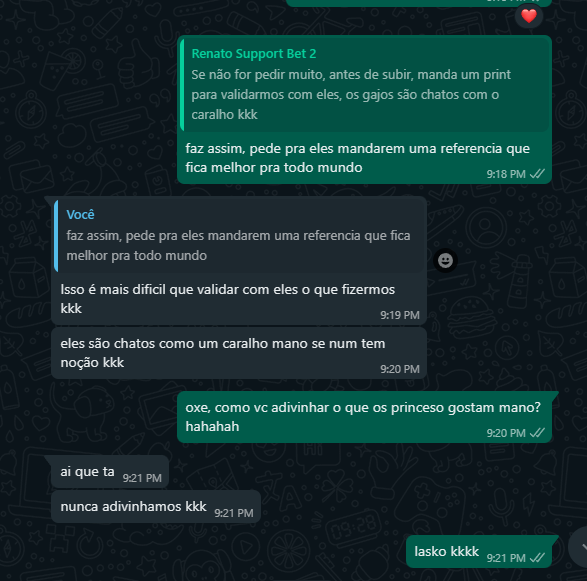 Renato Support Bet 2
Se não for pedir muito, antes de subir, manda um print
para validarmos com eles, os gajos são chatos com o
caralho kkk
faz assim, pede pra eles mandarem uma referencia que
fica melhor pra todo mundo
9:18 PM
Você
faz assim, pede pra eles mandarem uma referencia que fica
melhor pra todo mundo
Isso é mais dificil que validar com eles o que fizermos
kkk
9:19 PM
eles são chatos como um caralho mano se num tem
noção kkk
9:20 PM
oxe, como vc adivinhar o que os princeso gostam mano?
hahahah
9:20 PM
ai que ta 9:21 PM
nunca adivinhamos kkk 9:21 PM
lasko kkkk 9:21 PM